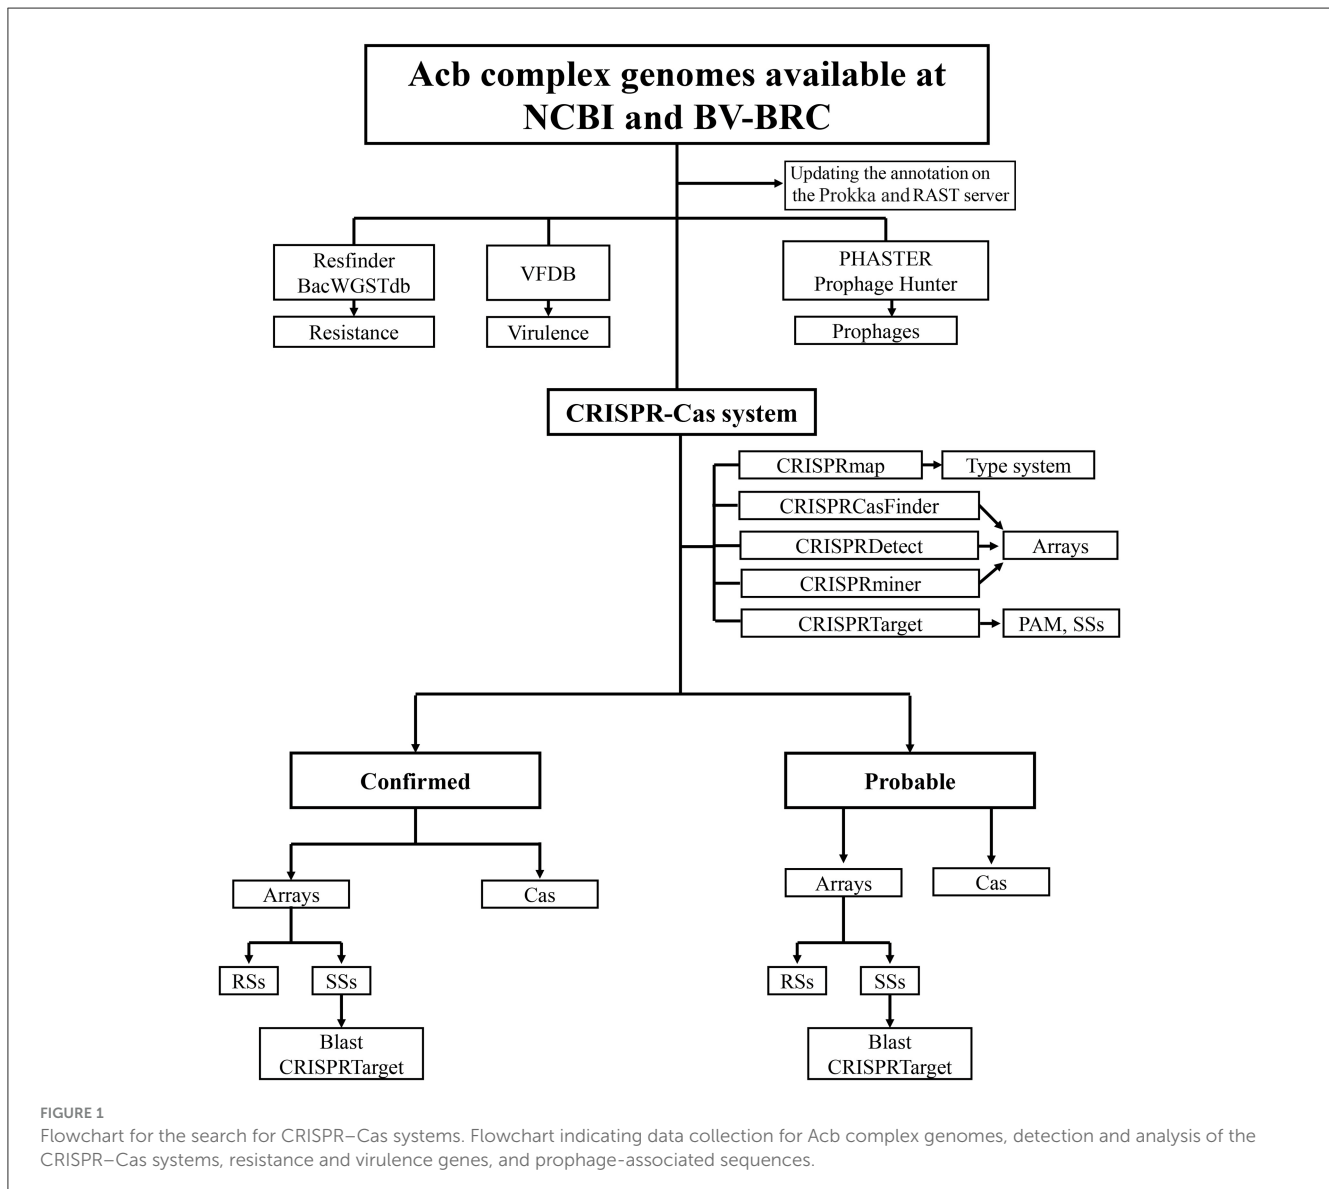 Acb complex genomes available at
NCBI and BV-BRC
Updating the annotation on
the Prokka and RAST server
Resfinder
BacWGSTdb
VFDB
PHASTER
Prophage Hunter
Resistance
Virulence
Prophages
CRISPR-Cas system
CRISPRmap
Type system
CRISPRCasFinder
CRISPRDetect
Arrays
CRISPRminer
CRISPRTarget
PAM, SSs
Confirmed
Probable
Arrays
Cas
Arrays
Cas
RSs
SSs
RSs
SSs
Blast
CRISPRTarget
Blast
CRISPRTarget
FIGURE 1
Flowchart for the search for CRISPR–Cas systems. Flowchart indicating data collection for Acb complex genomes, detection and analysis of the
CRISPR–Cas systems, resistance and virulence genes, and prophage-associated sequences.